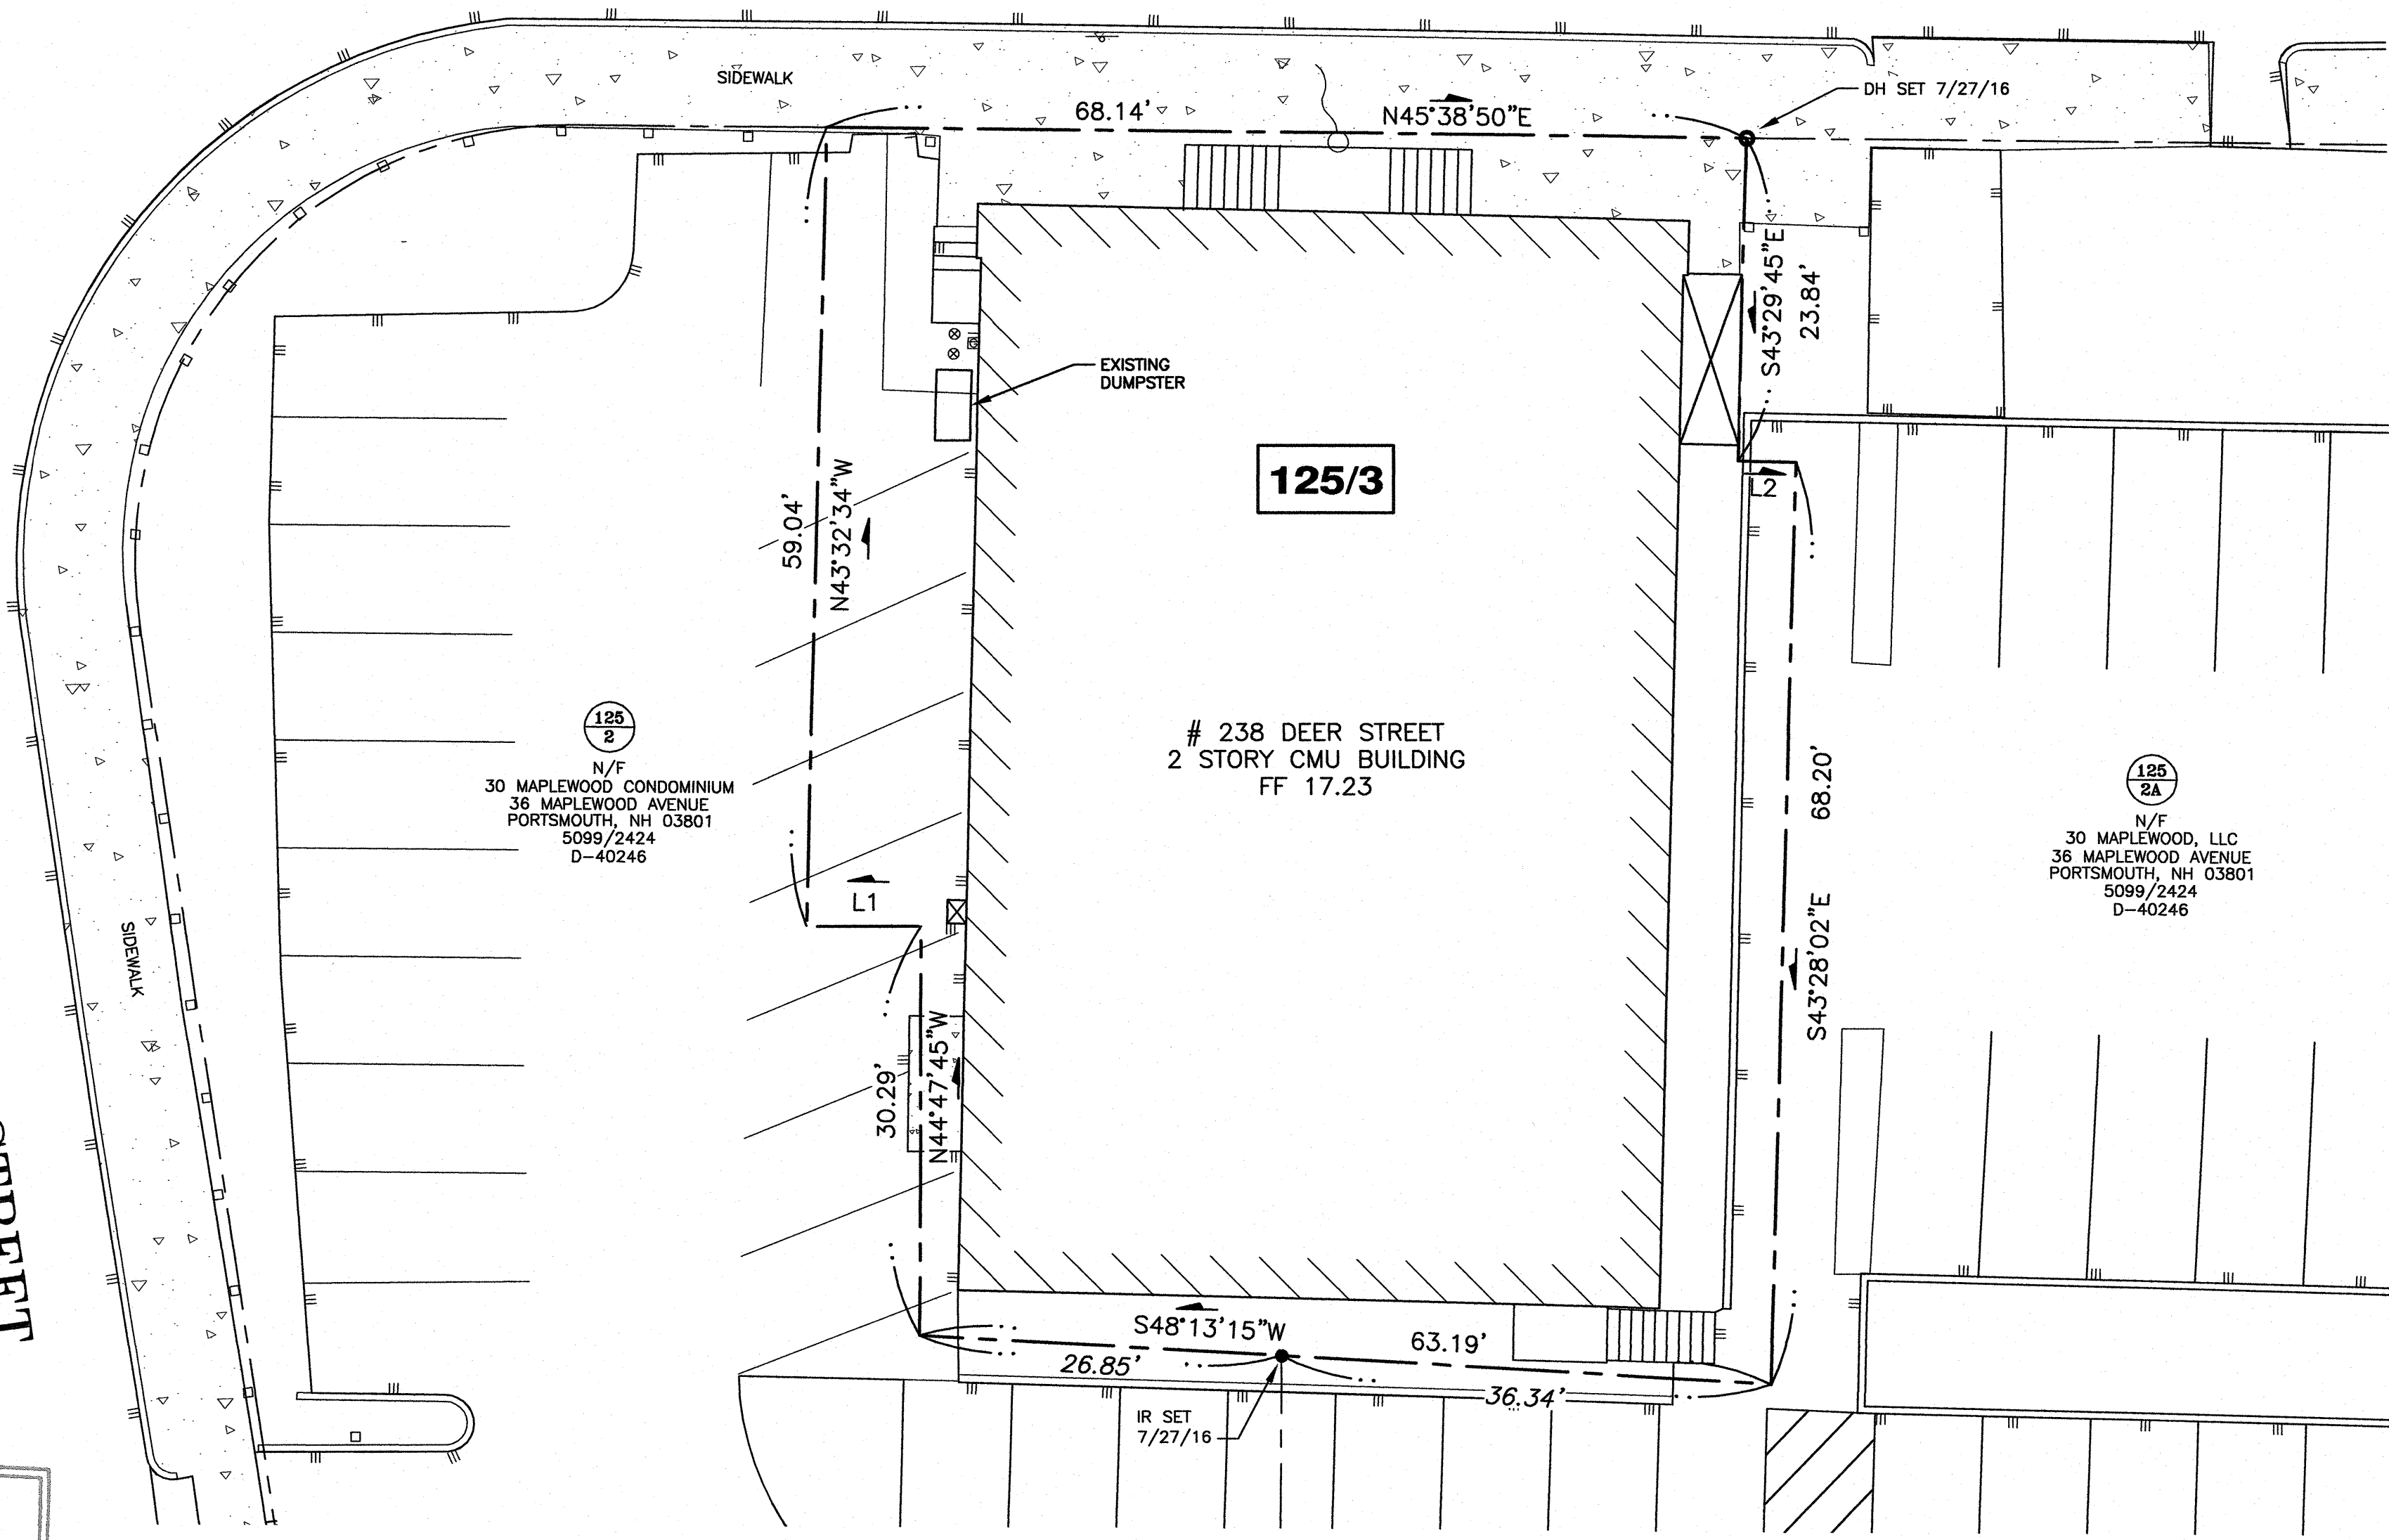 SIDEWALK
68.14'
N45°38'50"E
DH SET 7/27/16
S43°29'45"E
23.84'
EXISTING
DUMPSTER
125/3
L2
59.04'
N43°32'34"W
# 238 DEER STREET
2 STORY CMU BUILDING
FF 17.23
125
2
N/F
30 MAPLEWOOD CONDOMINIUM
36 MAPLEWOOD AVENUE
PORTSMOUTH, NH 03801
5099/2424
D-40246
68.20'
S43°28'02"E
125
2A
N/F
30 MAPLEWOOD, LLC
36 MAPLEWOOD AVENUE
PORTSMOUTH, NH 03801
5099/2424
D-40246
L1
SIDEWALK
30.29'
N44°47'45"W
STREET
S48°13'15"W
63.19'
26.85'
36.34'
IR SET
7/27/16